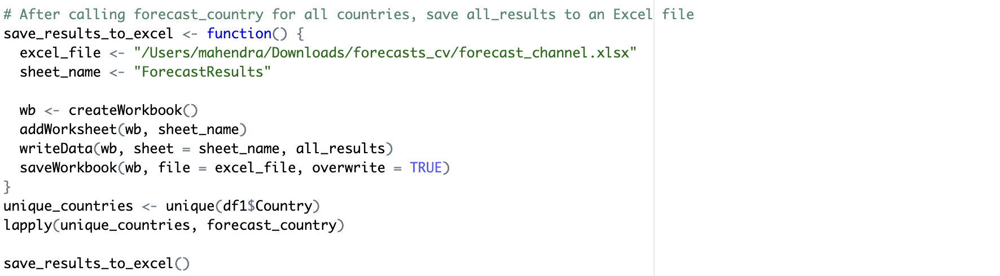 # After calling forecast_country for all countries, save all_results to an Excel file
save_results_to_excel <- function() {
  excel_file <- "/Users/mahendra/Downloads/forecasts_cv/forecast_channel.xlsx"
  sheet_name <- "ForecastResults"

  wb <- createWorkbook()
  addWorksheet(wb, sheet_name)
  writeData(wb, sheet = sheet_name, all_results)
  saveWorkbook(wb, file = excel_file, overwrite = TRUE)
}
unique_countries <- unique(df1$Country)
lapply(unique_countries, forecast_country)

save_results_to_excel()